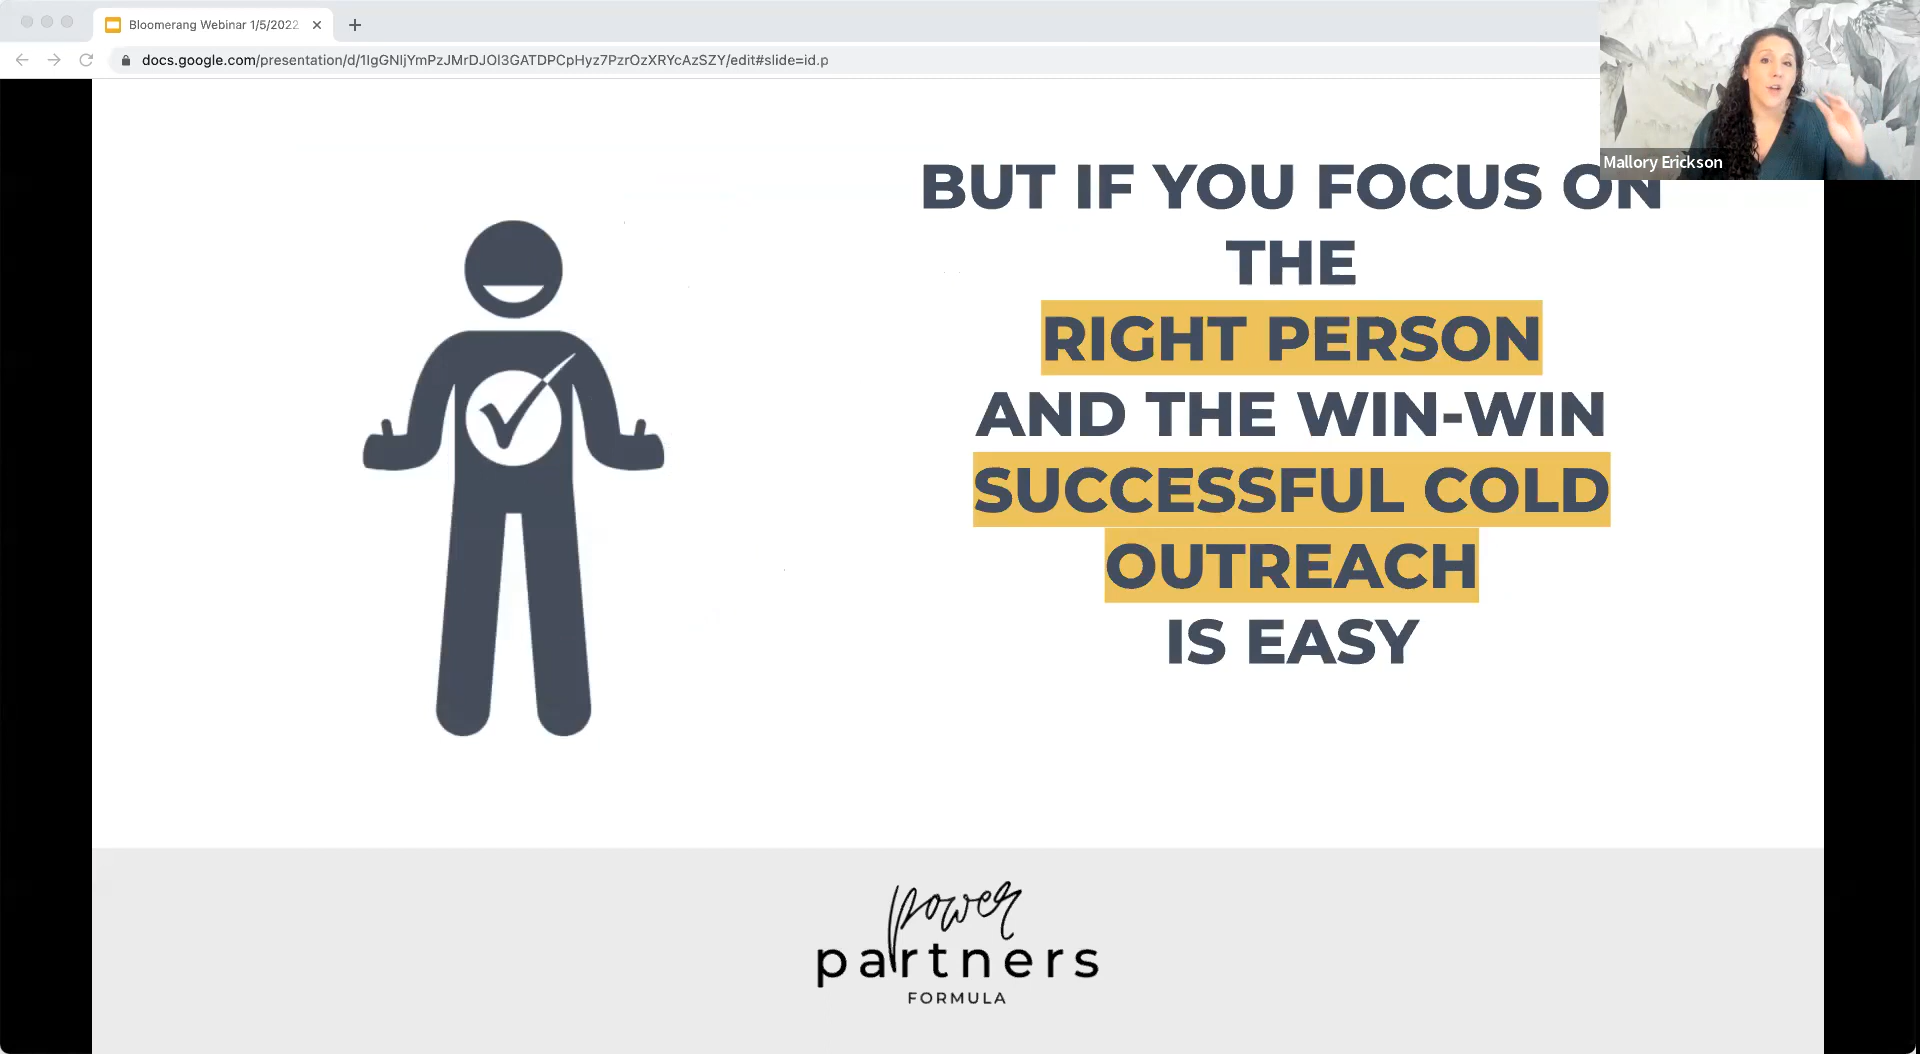 Bloomerang Webinar 1/5/2022
docs.google.com/presentation/d/1IgGNIjYmPzJMrDJOl3GATDPCpHyz7PzrOzXRYcAzSZY/edit#slide=id.p
Mallory Erickson
BUT IF YOU FOCUS ON
THE
RIGHT PERSON
AND THE WIN-WIN
SUCCESSFUL COLD
OUTREACH
IS EASY
power
partners
FORMULA